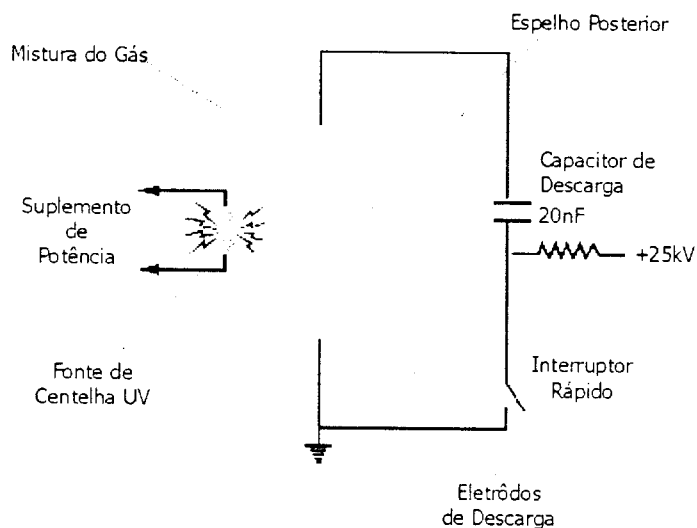 Espelho Posterior
Mistura do Gás
Capacitor de
Descarga
20nF
Suplemento
de
Potência
+25kV
Fonte de
Centelha UV
Interruptor
Rápido
Eletrôdos
de Descarga